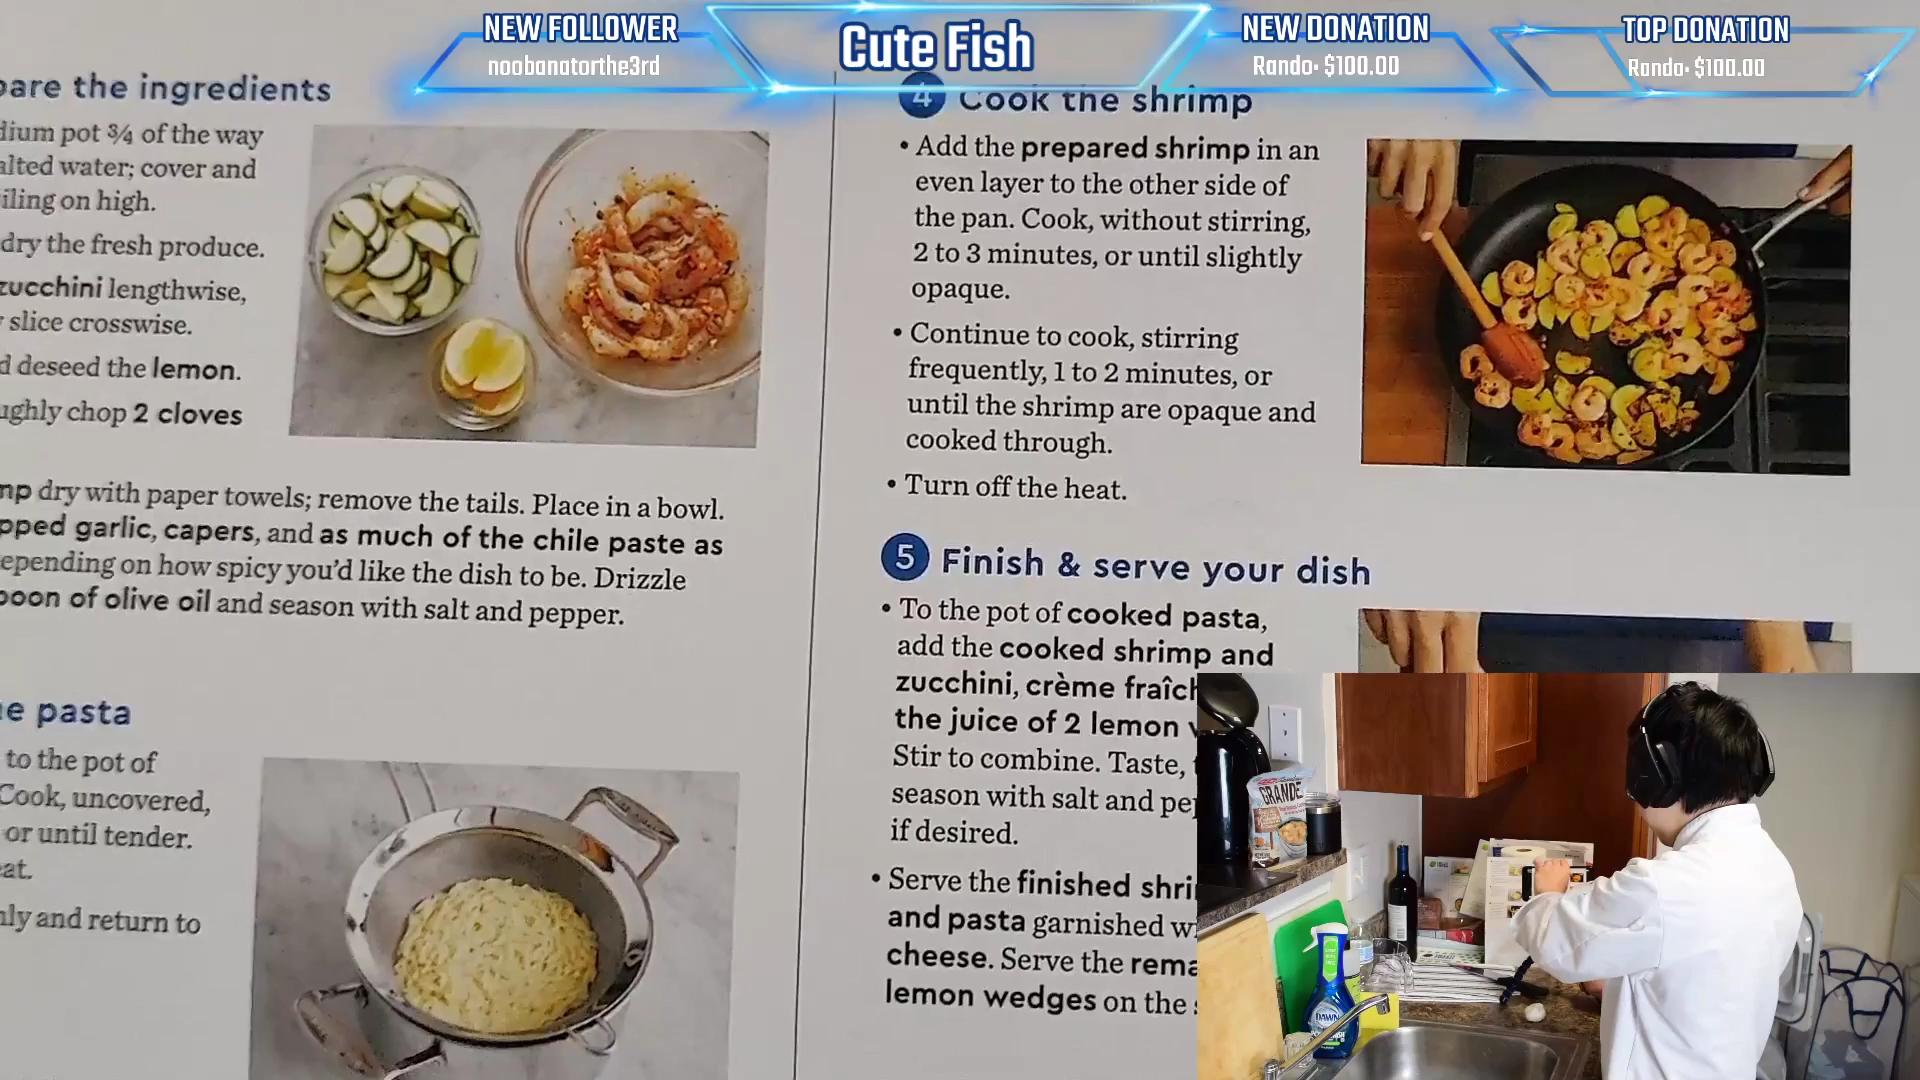 NEW FOLLOWER
noobanatorthe3rd
Cute Fish
NEW DONATION
Rando: $100.00
TOP DONATION
Rando: $100.00
pare the ingredients
dium pot ¾ of the way
alted water; cover and
iling on high.
dry the fresh produce.
zucchini lengthwise,
slice crosswise.
d deseed the lemon.
ughly chop 2 cloves
mp dry with paper towels; remove the tails. Place in a bowl.
pped garlic, capers, and as much of the chile paste as
epending on how spicy you'd like the dish to be. Drizzle
poon of olive oil and season with salt and pepper.
e pasta
to the pot of
Cook, uncovered,
or until tender.
eat.
hly and return to
4 Cook the shrimp
• Add the prepared shrimp in an
even layer to the other side of
the pan. Cook, without stirring,
2 to 3 minutes, or until slightly
opaque.
• Continue to cook, stirring
frequently, 1 to 2 minutes, or
until the shrimp are opaque and
cooked through.
• Turn off the heat.
5 Finish & serve your dish
• To the pot of cooked pasta,
add the cooked shrimp and
zucchini, crème fraîch
the juice of 2 lemon w
Stir to combine. Taste,
season with salt and pep
if desired.
• Serve the finished shri
and pasta garnished w
cheese. Serve the rema
lemon wedges on the s
GRANDE
DAWN